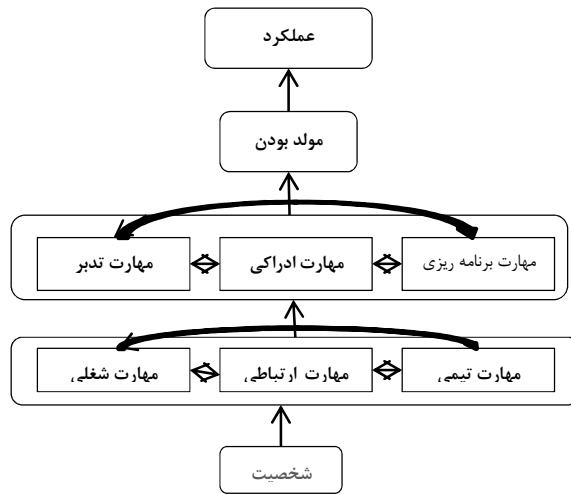 عملکرد
مولد بودن
مهارت برنامه ریزی
مهارت ادراکی
مهارت تدبر
مهارت تیمی
مهارت ارتباطی
مهارت شغلی
شخصیت